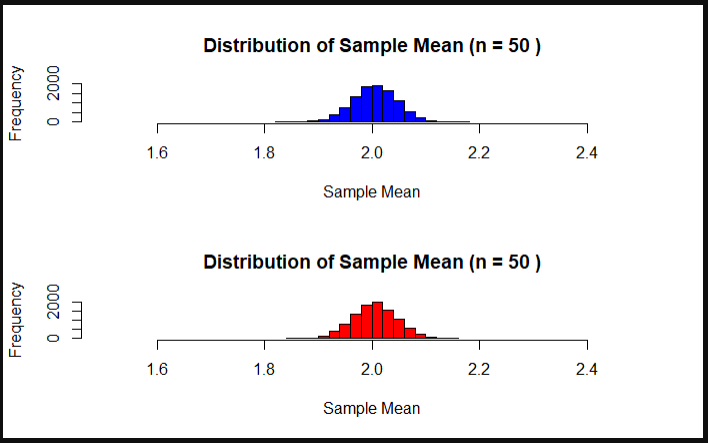 Distribution of Sample Mean (n = 50 )
Frequency
2000
0
1.6 1.8 2.0 2.2 2.4
Sample Mean
Distribution of Sample Mean (n = 50 )
Frequency
2000
0
1.6 1.8 2.0 2.2 2.4
Sample Mean